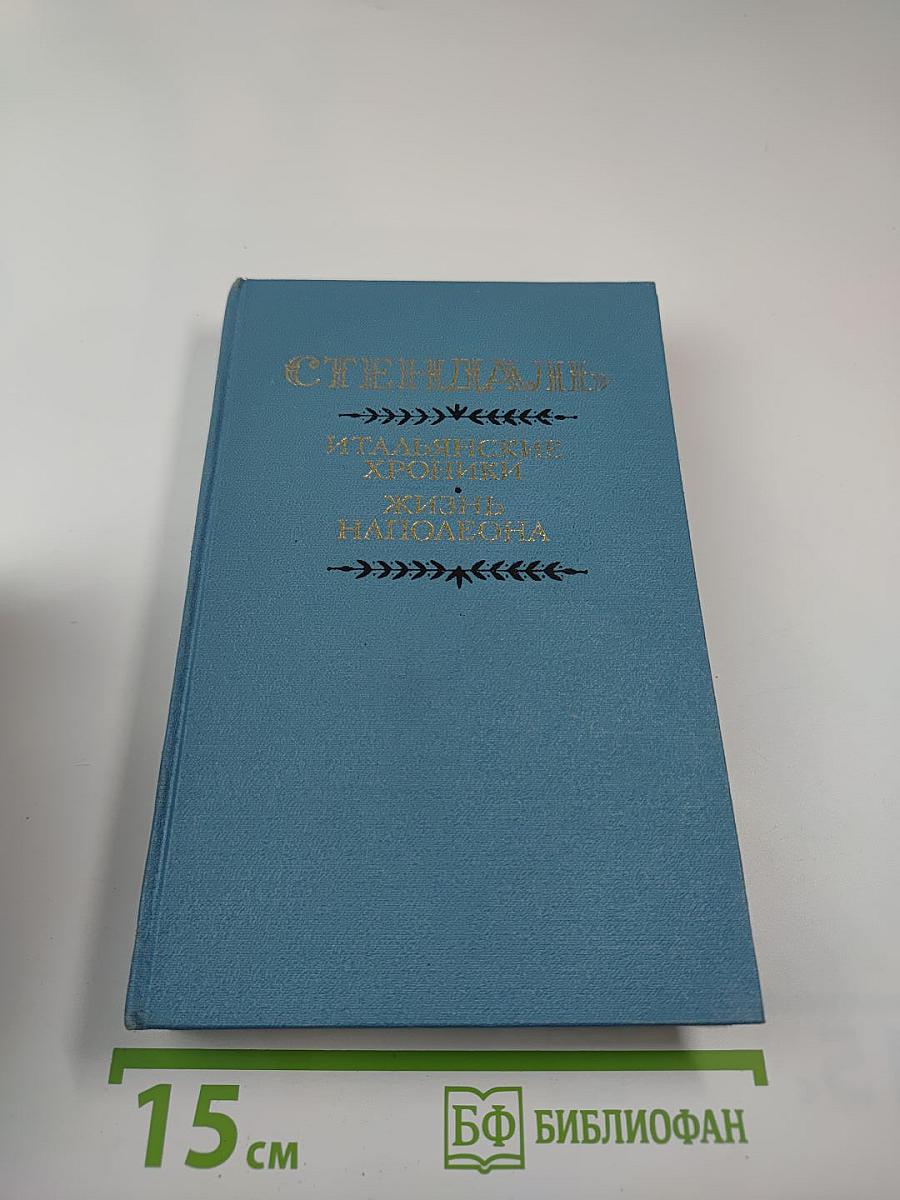 СТЕНДАЛЬ
ИТАЛЬЯНСКИЕ
ХРОНИКИ
•
ЖИЗНЬ
НАПОЛЕОНА
15 см
БФ БИБЛИОФАН